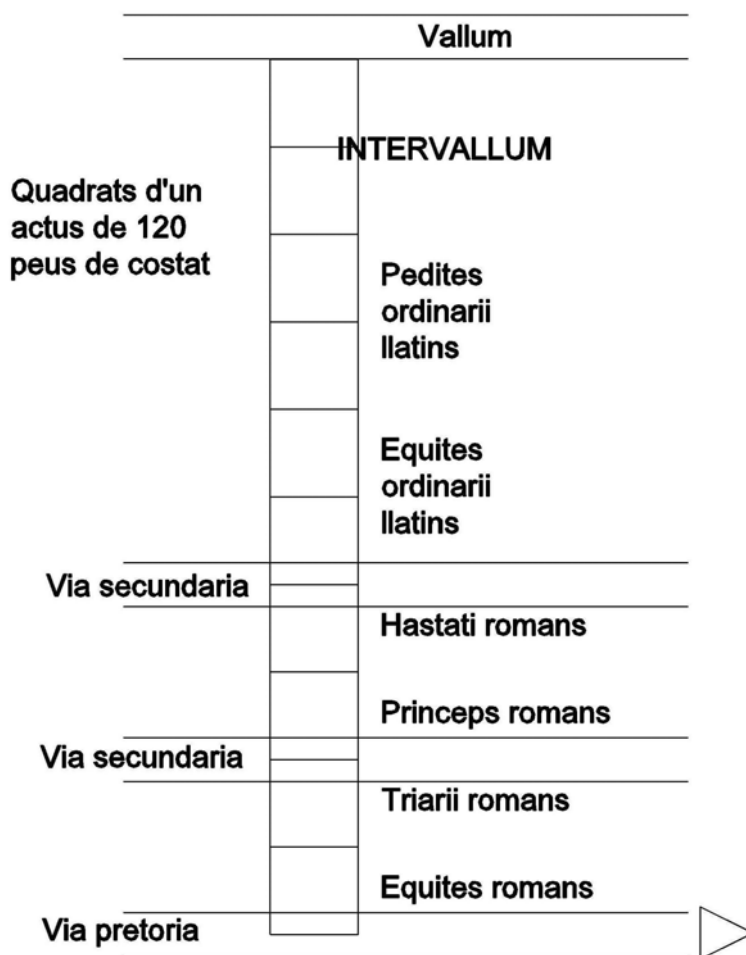 Vallum
INTERVALLUM
Quadrats d'un
actus de 120
peus de costat
Pedites
ordinarii
llatins
Equites
ordinarii
llatins
Via secundaria
Hastati romans
Princeps romans
Via secundaria
Triarii romans
Equites romans
Via pretoria